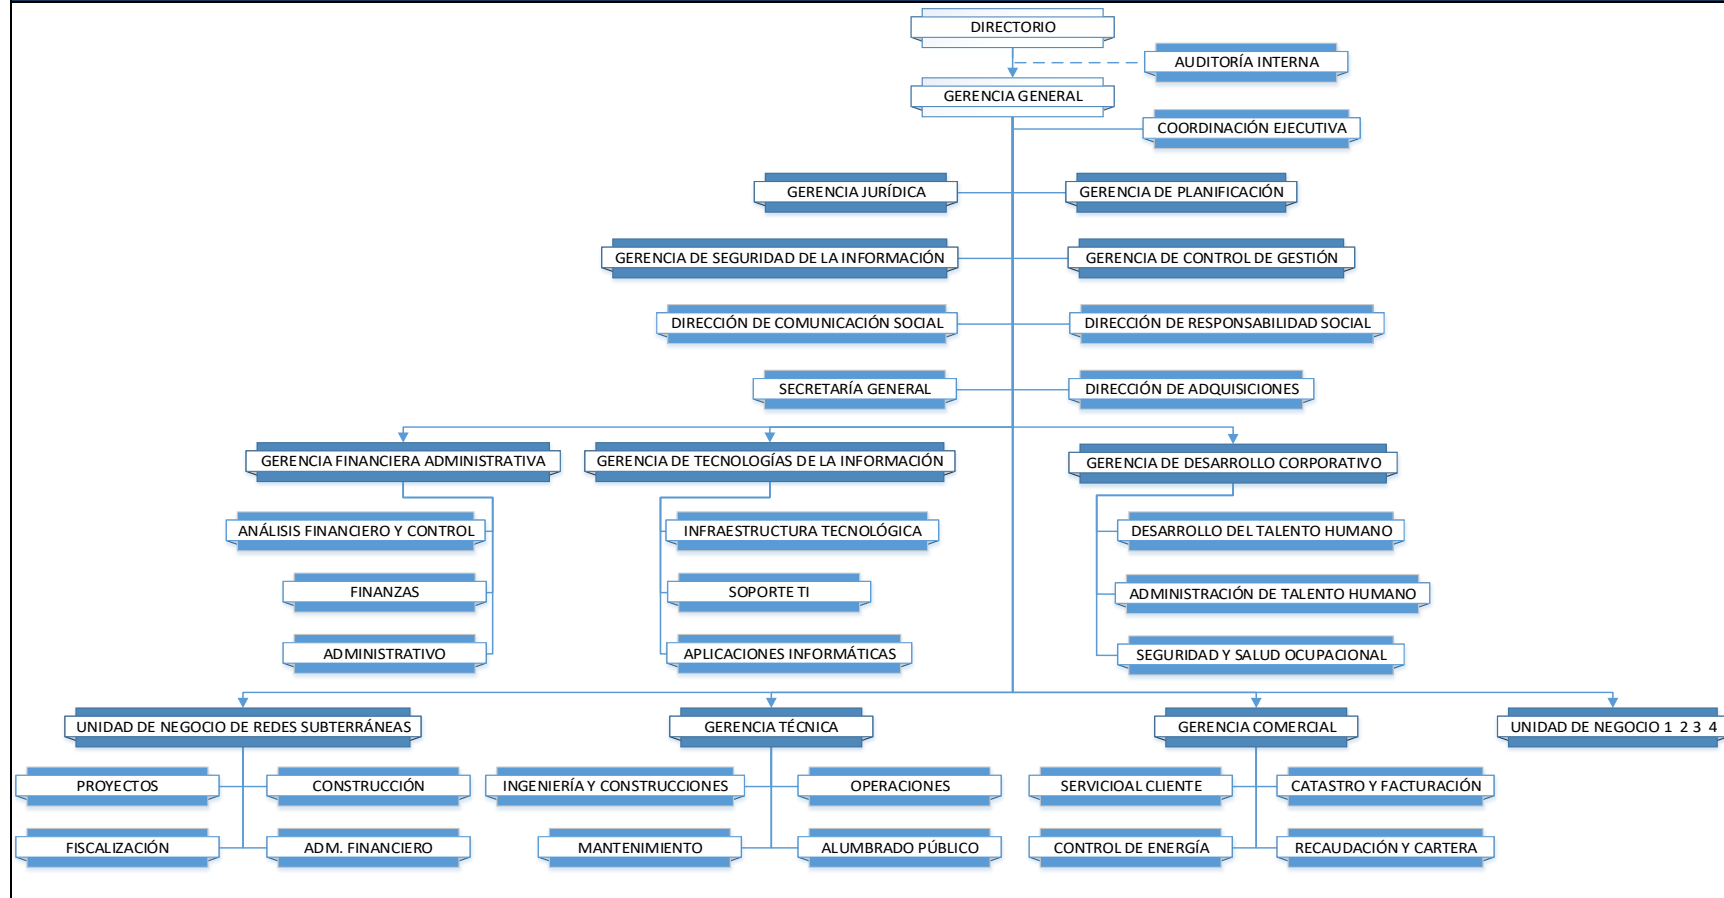 DIRECTORIO
AUDITORÍA INTERNA
GERENCIA GENERAL
COORDINACIÓN EJECUTIVA
GERENCIA JURÍDICA
GERENCIA DE PLANIFICACIÓN
GERENCIA DE SEGURIDAD DE LA INFORMACIÓN
GERENCIA DE CONTROL DE GESTIÓN
DIRECCIÓN DE COMUNICACIÓN SOCIAL
DIRECCIÓN DE RESPONSABILIDAD SOCIAL
SECRETARÍA GENERAL
DIRECCIÓN DE ADQUISICIONES
GERENCIA FINANCIERA ADMINISTRATIVA
GERENCIA DE TECNOLOGÍAS DE LA INFORMACIÓN
GERENCIA DE DESARROLLO CORPORATIVO
ANÁLISIS FINANCIERO Y CONTROL
INFRAESTRUCTURA TECNOLÓGICA
DESARROLLO DEL TALENTO HUMANO
FINANZAS
SOPORTE TI
ADMINISTRACIÓN DE TALENTO HUMANO
ADMINISTRATIVO
APLICACIONES INFORMÁTICAS
SEGURIDAD Y SALUD OCUPACIONAL
UNIDAD DE NEGOCIO DE REDES SUBTERRÁNEAS
GERENCIA TÉCNICA
GERENCIA COMERCIAL
UNIDAD DE NEGOCIO 1 2 3 4
PROYECTOS
CONSTRUCCIÓN
INGENIERÍA Y CONSTRUCCIONES
OPERACIONES
SERVICIOAL CLIENTE
CATASTRO Y FACTURACIÓN
FISCALIZACIÓN
ADM. FINANCIERO
MANTENIMIENTO
ALUMBRADO PÚBLICO
CONTROL DE ENERGÍA
RECAUDACIÓN Y CARTERA